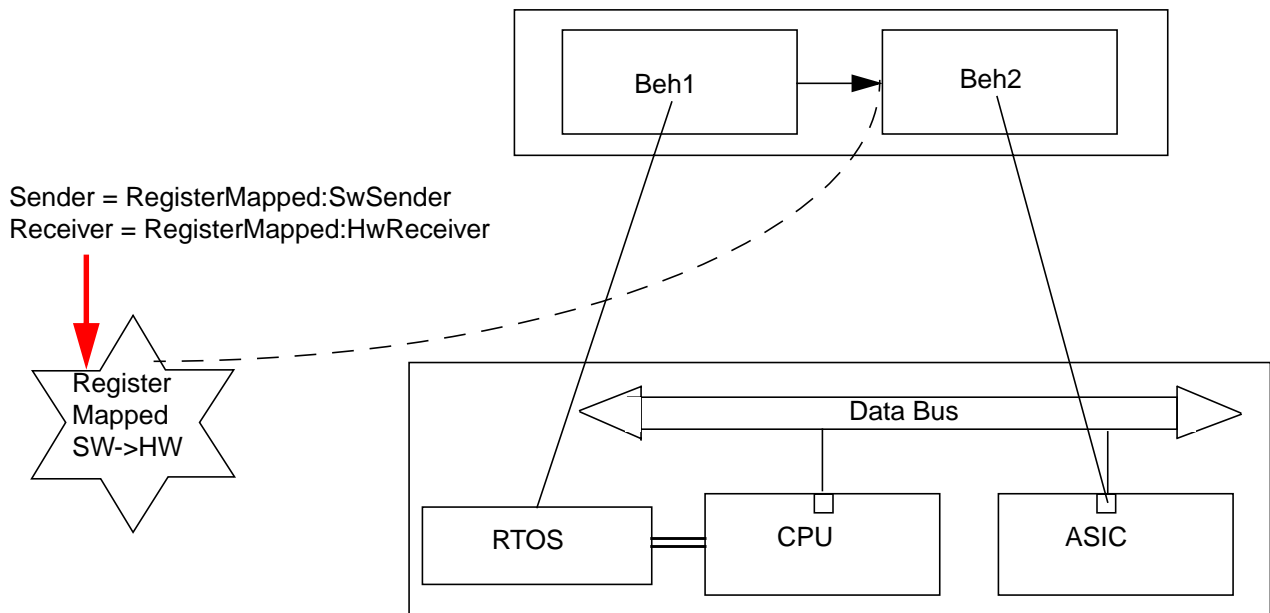 Beh1
Beh2
Sender = RegisterMapped:SwSender
Receiver = RegisterMapped:HwReceiver
Register
Mapped
SW->HW
Data Bus
RTOS
CPU
ASIC